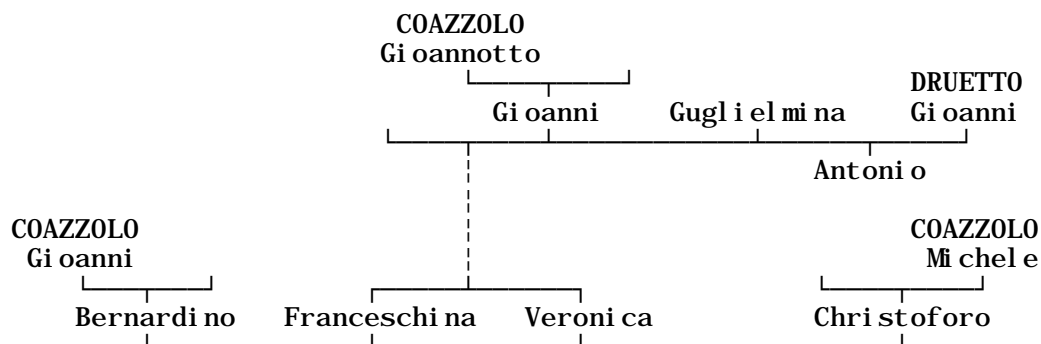 COAZZOLO
Gioannotto
DRUETTO
Gioanni Guglielmina Gioanni
Antonio
COAZZOLO COAZZOLO
Gioanni Michele
Bernardino Franceschina Veronica Christoforo